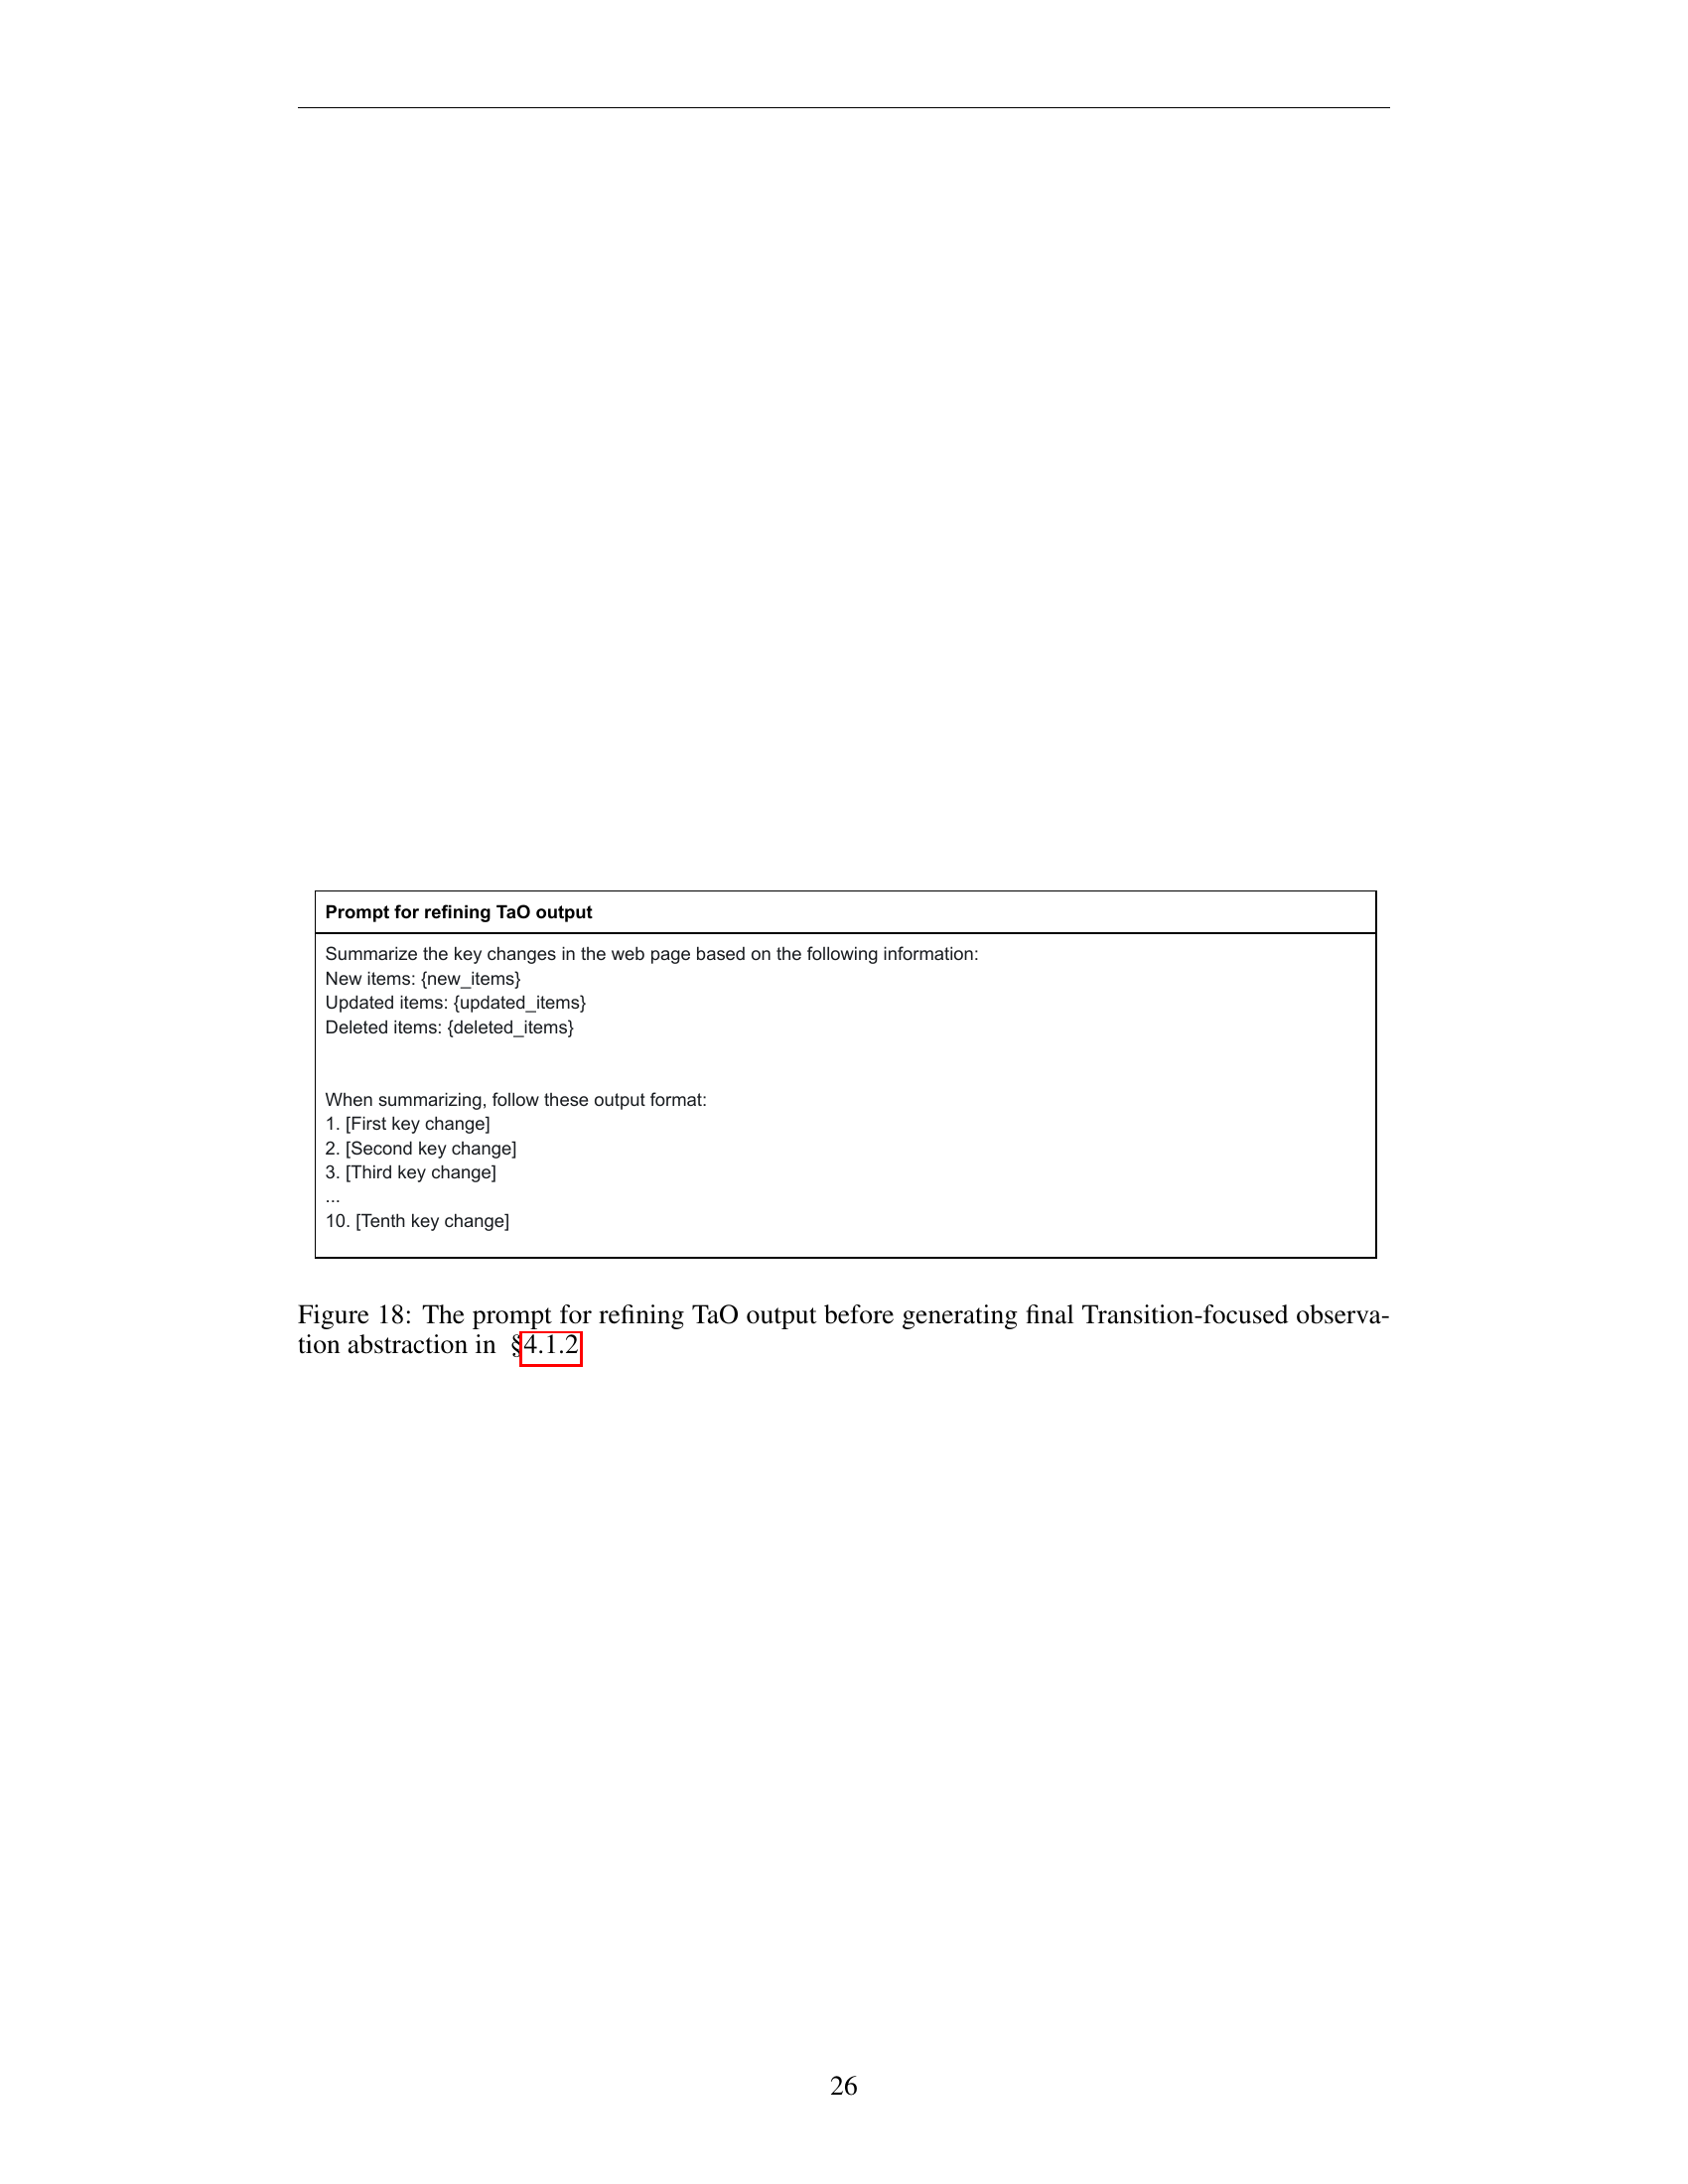 Prompt for refining TaO output
Summarize the key changes in the web page based on the following information:
New items: {new_items}
Updated items: {updated_items}
Deleted items: {deleted_items}
When summarizing, follow these output format:
1. [First key change]
2. [Second key change]
3. [Third key change]
...
10. [Tenth key change]
Figure 18: The prompt for refining TaO output before generating final Transition-focused observa-
tion abstraction in §4.1.2
26